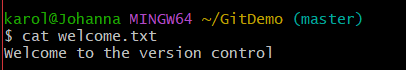 karol@Johanna MINGW64 ~/GitDemo (master)
$ cat welcome.txt
Welcome to the version control